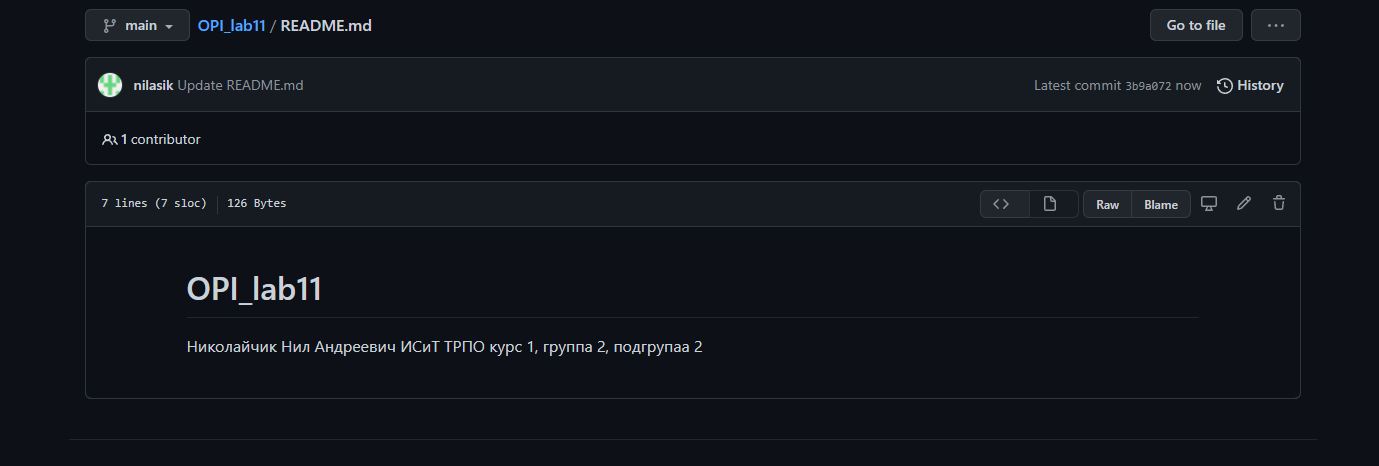 main OPI_lab11 / README.md Go to file ...
nilasik Update README.md Latest commit 3b9a072 now History
1 contributor
7 lines (7 sloc) 126 Bytes <> Raw Blame
OPI_lab11
Николайчик Нил Андреевич ИСиТ ТРПО курс 1, группа 2, подгрупаа 2